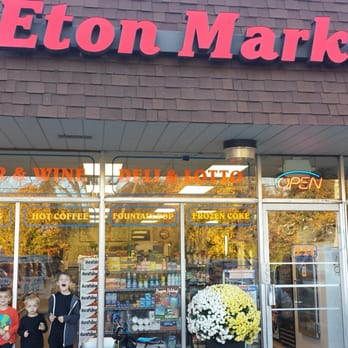 Eton Mark
& WINE
DELI & LOTTO
OPEN
HOT COFFEE
FOUNTAIN POP
FROZEN COKE